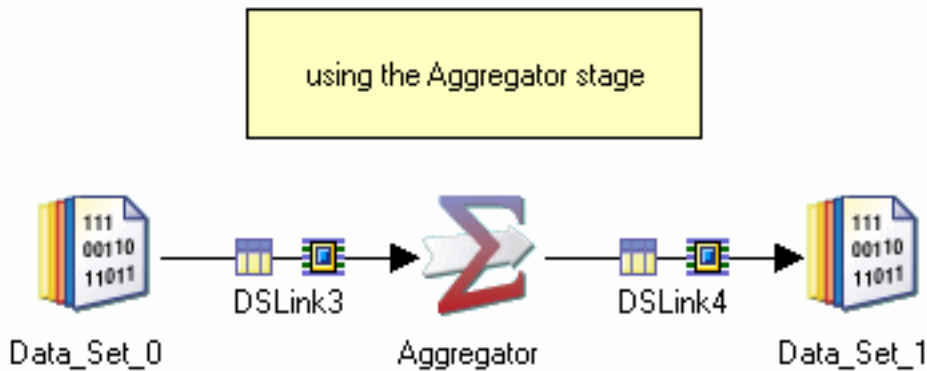 using the Aggregator stage
111
00110
11011
111
00110
11011
DSLink3
DSLink4
Data_Set_0
Aggregator
Data_Set_1